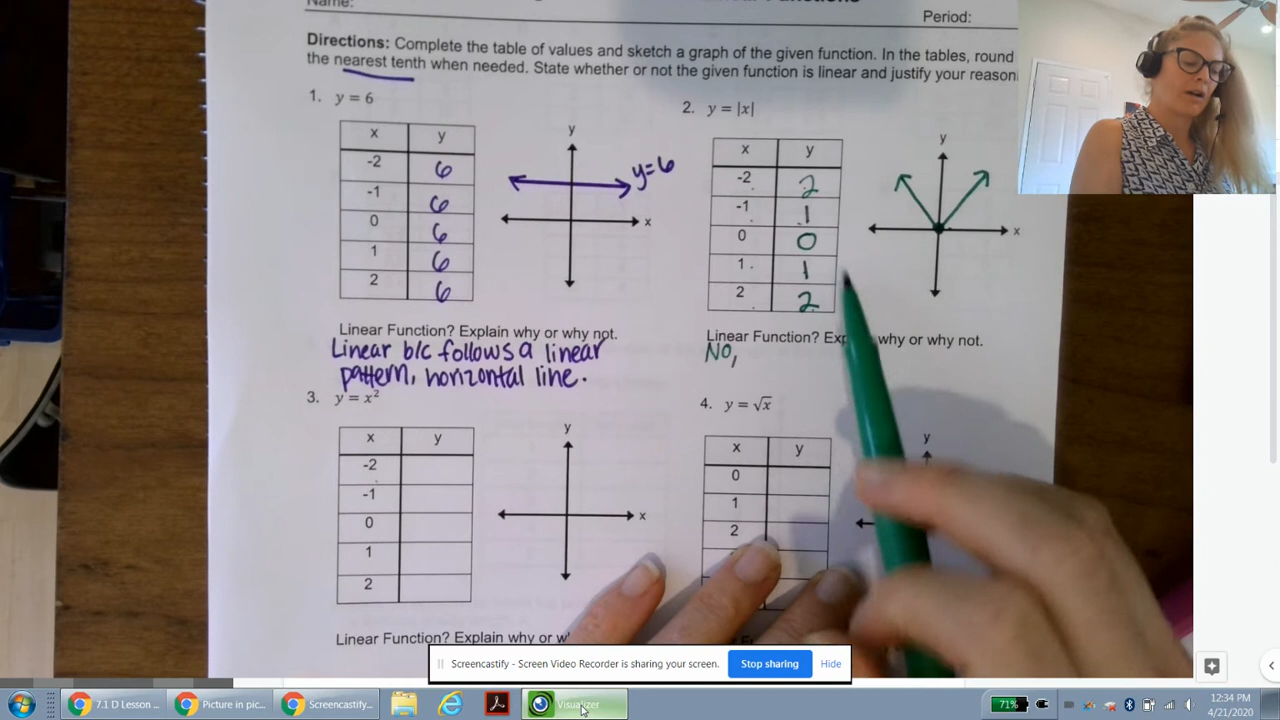 Name:
Functions
Period:
Directions: Complete the table of values and sketch a graph of the given function. In the tables, round
the nearest tenth when needed. State whether or not the given function is linear and justify your reason
1. y = 6
x y
-2 6
-1 6
0 6
1 6
2 6
y
x
y=6
Linear Function? Explain why or why not.
Linear b/c follows a linear
pattern, horizontal line.
2. y = |x|
x y
-2 2
-1 1
0 0
1 1
2 2
y
x
Linear Function? why or why not.
No,
3. y = x²
x y
-2
-1
0
1
2
y
x
Linear Function? Explain why or
4. y = √x
x y
0
1
2
y
Screencastify - Screen Video Recorder is sharing your screen.
Stop sharing
Hide
7.1 D Lesson ...
Picture in pic...
Screencastify...
Visualizer
71%
12:34 PM
4/21/2020